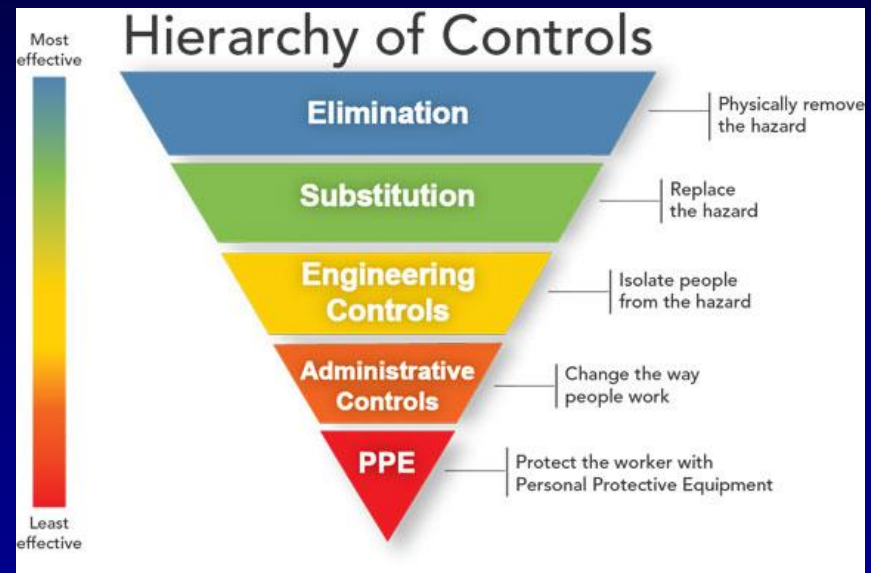 Hierarchy of Controls
Most
effective
Elimination
Physically remove
the hazard
Substitution
Replace
the hazard
Engineering
Controls
Isolate people
from the hazard
Administrative
Controls
Change the way
people work
PPE
Protect the worker with
Personal Protective Equipment
Least
effective